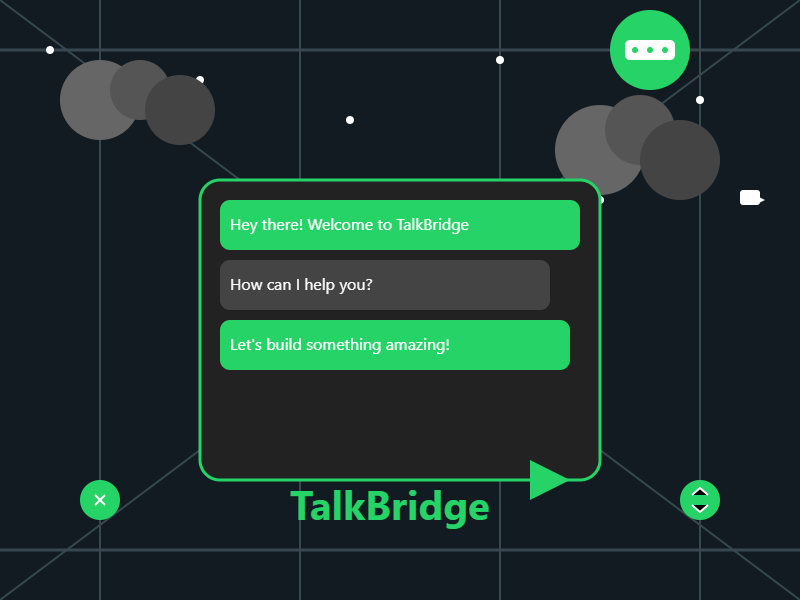 Hey there! Welcome to TalkBridge
How can I help you?
Let's build something amazing!
TalkBridge